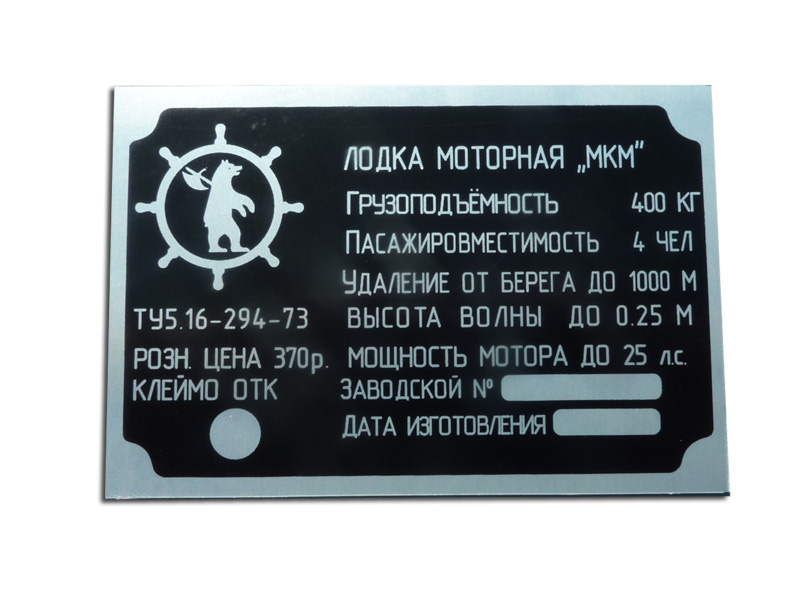 ЛОДКА МОТОРНАЯ „МКМ”
ГРУЗОПОДЪЁМНОСТЬ 400 КГ
ПАСАЖИРОВМЕСТИМОСТЬ 4 ЧЕЛ
УДАЛЕНИЕ ОТ БЕРЕГА ДО 1000 М
ТУ5.16-294-73 ВЫСОТА ВОЛНЫ ДО 0.25 М
РОЗН. ЦЕНА 370р. МОЩНОСТЬ МОТОРА ДО 25 л.с.
КЛЕЙМО ОТК ЗАВОДСКОЙ №
ДАТА ИЗГОТОВЛЕНИЯ